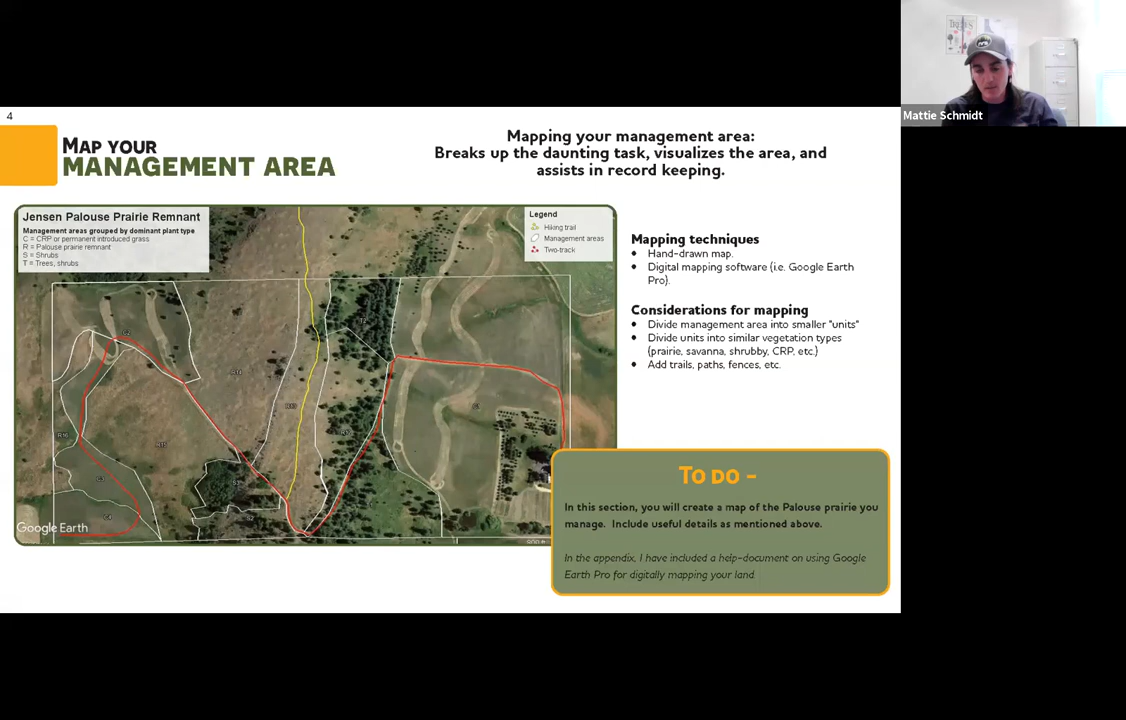 4
MAP YOUR
MANAGEMENT AREA
Mapping your management area:
Breaks up the daunting task, visualizes the area, and
assists in record keeping.
Jensen Palouse Prairie Remnant
Management areas grouped by dominant plant type
C = CRP or permanent introduced grass
R = Palouse prairie remnant
S = Shrubs
T = Trees, shrubs
Legend
Hiking trail
Management areas
Two-track
Google Earth
Mapping techniques
● Hand-drawn map.
● Digital mapping software (i.e. Google Earth
Pro).
Considerations for mapping
● Divide management area into smaller "units"
● Divide units into similar vegetation types
(prairie, savanna, shrubby, CRP, etc.)
● Add trails, paths, fences, etc.
TO DO -
In this section, you will create a map of the Palouse prairie you
manage. Include useful details as mentioned above.
In the appendix, I have included a help-document on using Google
Earth Pro for digitally mapping your land
Mattie Schmidt